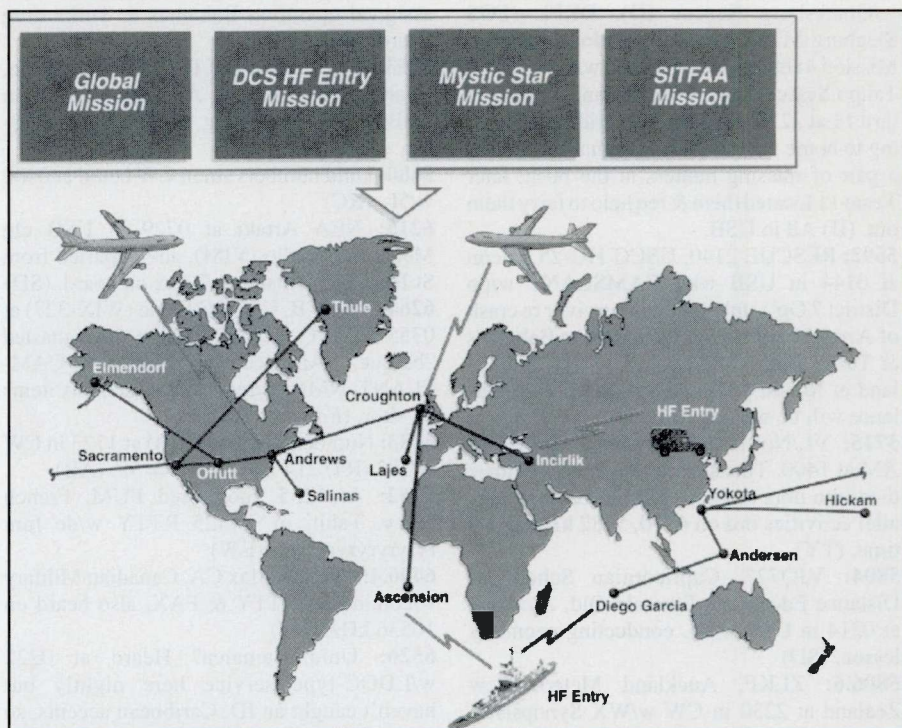 Global
Mission
DCS HF Entry
Mission
Mystic Star
Mission
SITFAA
Mission
Thule
Elmendorf
Croughton
HF Entry
Sacramento
Offutt
Andrews
Lajes
Incirlik
Salinas
Yokota
Hickam
Andersen
Ascension
Diego Garcia
HF Entry